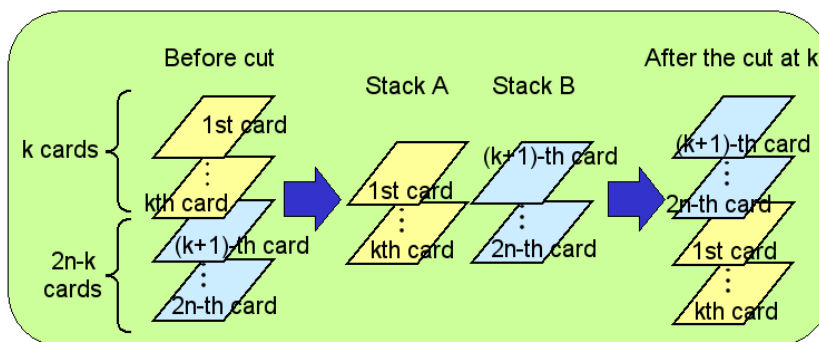 Before cut
k cards
1st card
kth card
2n-k
cards
(k+1)-th card
2n-th card
Stack A
1st card
kth card
Stack B
(k+1)-th card
2n-th card
After the cut at k
(k+1)-th card
2n-th card
1st card
kth card